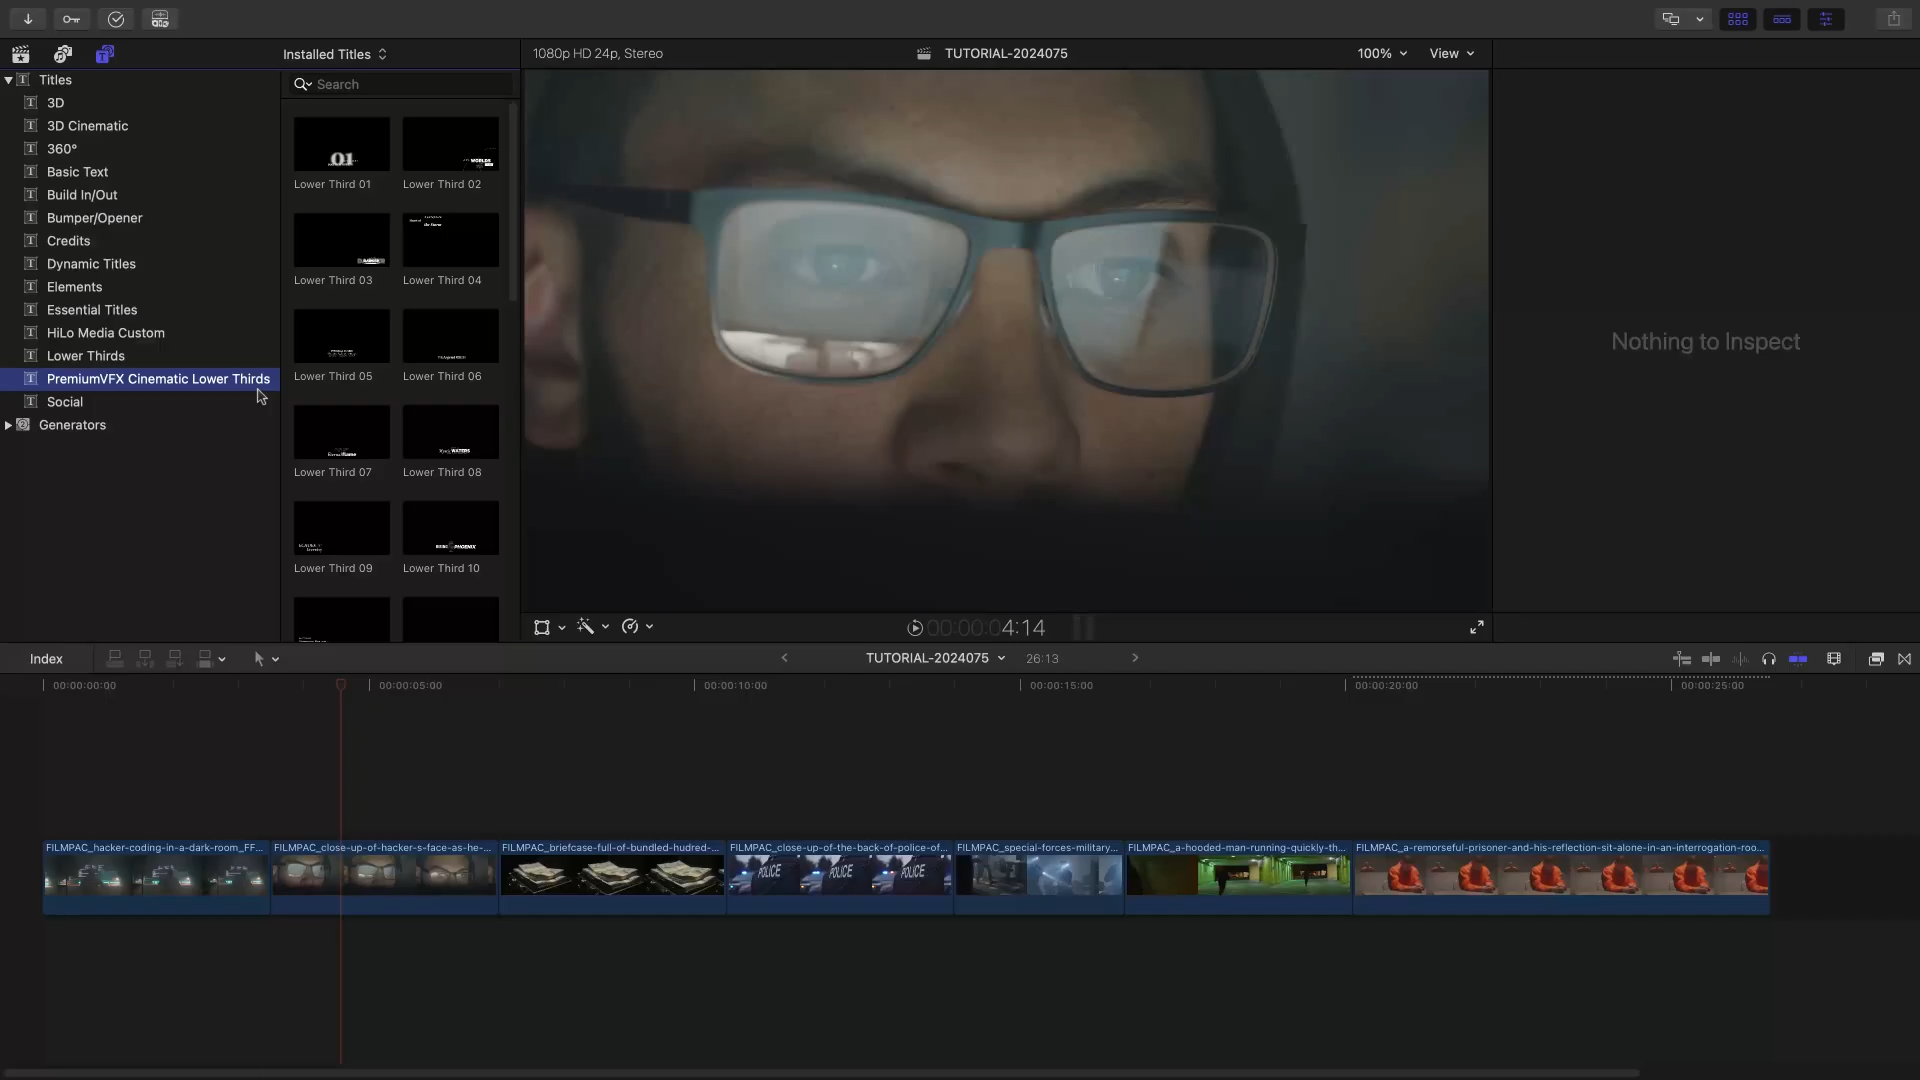 Installed Titles
1080p HD 24p, Stereo
TUTORIAL-2024075
100%
View
Titles
3D
3D Cinematic
360°
Basic Text
Build In/Out
Bumper/Opener
Credits
Dynamic Titles
Elements
Essential Titles
HiLo Media Custom
Lower Thirds
PremiumVFX Cinematic Lower Thirds
Social
Generators
Search
01
Lower Third 01
WORLDS
Lower Third 02
Lower Third 03
Lower Third 04
Lower Third 05
Lower Third 06
Lower Third 07
WATERS
Lower Third 08
Lower Third 09
PHOENIX
Lower Third 10
Nothing to Inspect
00:00:04:14
Index
TUTORIAL-2024075
26:13
00:00:00:00
00:00:05:00
00:00:10:00
00:00:15:00
00:00:20:00
00:00:25:00
FILMPAC_hacker-coding-in-a-dark-room_FF...
FILMPAC_close-up-of-hacker-s-face-as-he-...
FILMPAC_briefcase-full-of-bundled-hudred-...
FILMPAC_close-up-of-the-back-of-police-of...
FILMPAC_special-forces-military...
FILMPAC_a-hooded-man-running-quickly-th...
FILMPAC_a-remorseful-prisoner-and-his-reflection-sit-alone-in-an-interrogation-roo...
POLICE
POLICE
POLICE